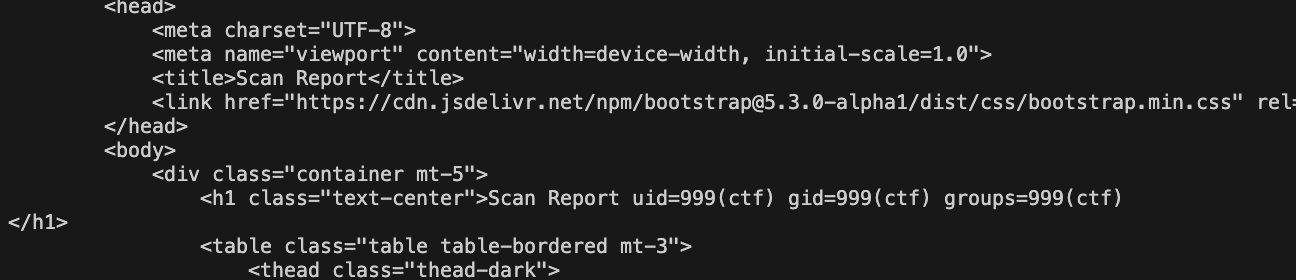 <head>
<meta charset="UTF-8">
<meta name="viewport" content="width=device-width, initial-scale=1.0">
<title>Scan Report</title>
<link href="https://cdn.jsdelivr.net/npm/bootstrap@5.3.0-alpha1/dist/css/bootstrap.min.css" rel=
</head>
<body>
<div class="container mt-5">
<h1 class="text-center">Scan Report uid=999(ctf) gid=999(ctf) groups=999(ctf)
</h1>
<table class="table table-bordered mt-3">
<thead class="thead-dark">